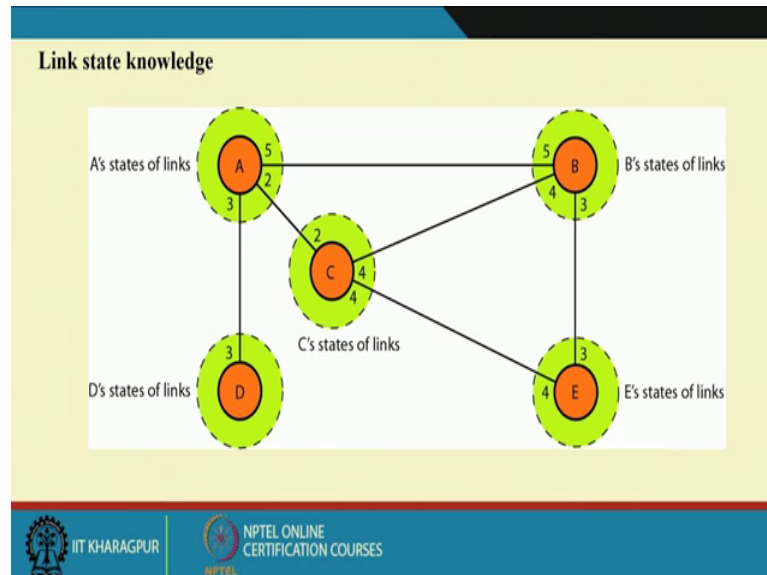 Link state knowledge
A's states of links
A
5
2
3
5
4
3
B
B's states of links
2
C
4
4
C's states of links
D's states of links
3
D
3
4
E
E's states of links
IIT KHARAGPUR
NPTEL
NPTEL ONLINE
CERTIFICATION COURSES